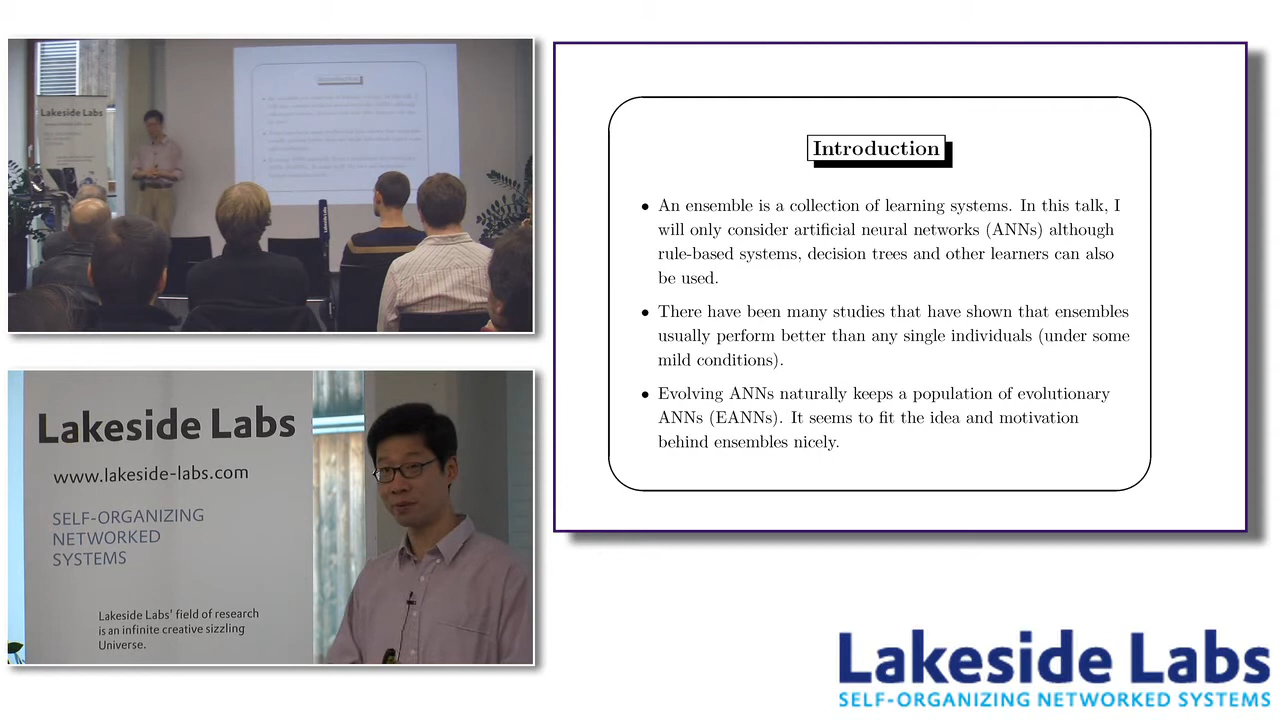 Lakeside Labs
Introduction
Lakeside Labs
www.lakeside-labs.com
SELF-ORGANIZING
NETWORKED
SYSTEMS
Lakeside Labs' field of research
is an infinite creative sizzling
Universe.
Introduction
• An ensemble is a collection of learning systems. In this talk, I
will only consider artificial neural networks (ANNs) although
rule-based systems, decision trees and other learners can also
be used.
• There have been many studies that have shown that ensembles
usually perform better than any single individuals (under some
mild conditions).
• Evolving ANNs naturally keeps a population of evolutionary
ANNs (EANNs). It seems to fit the idea and motivation
behind ensembles nicely.
Lakeside Labs
SELF-ORGANIZING NETWORKED SYSTEMS